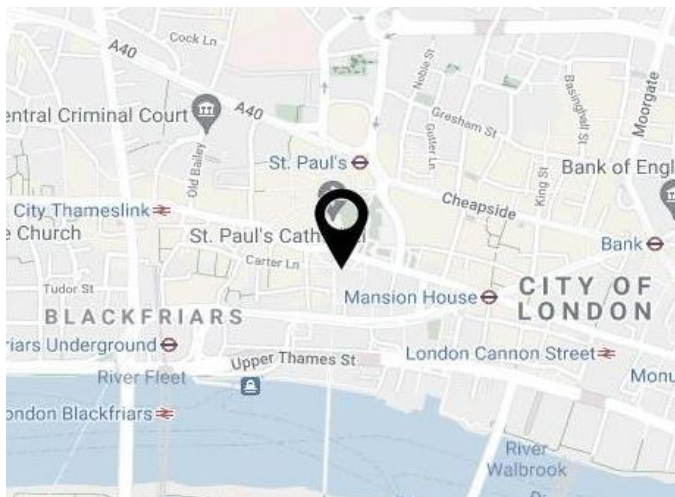 Cock Ln
A40
Noble St
Moorgate
Basinghall St
entral Criminal Court
A40
Gresham St
Old Bailey
Gutter Ln
St. Paul's
King St
Bank of Engl
Cheapside
City Thameslink
e Church
St. Paul's Cath
Bank
Carter Ln
Tudor St
Mansion House
CITY OF
LONDON
BLACKFRIARS
riars Underground
Upper Thames St
London Cannon Street
River Fleet
Monu
ondon Blackfriars
River
Walbrook